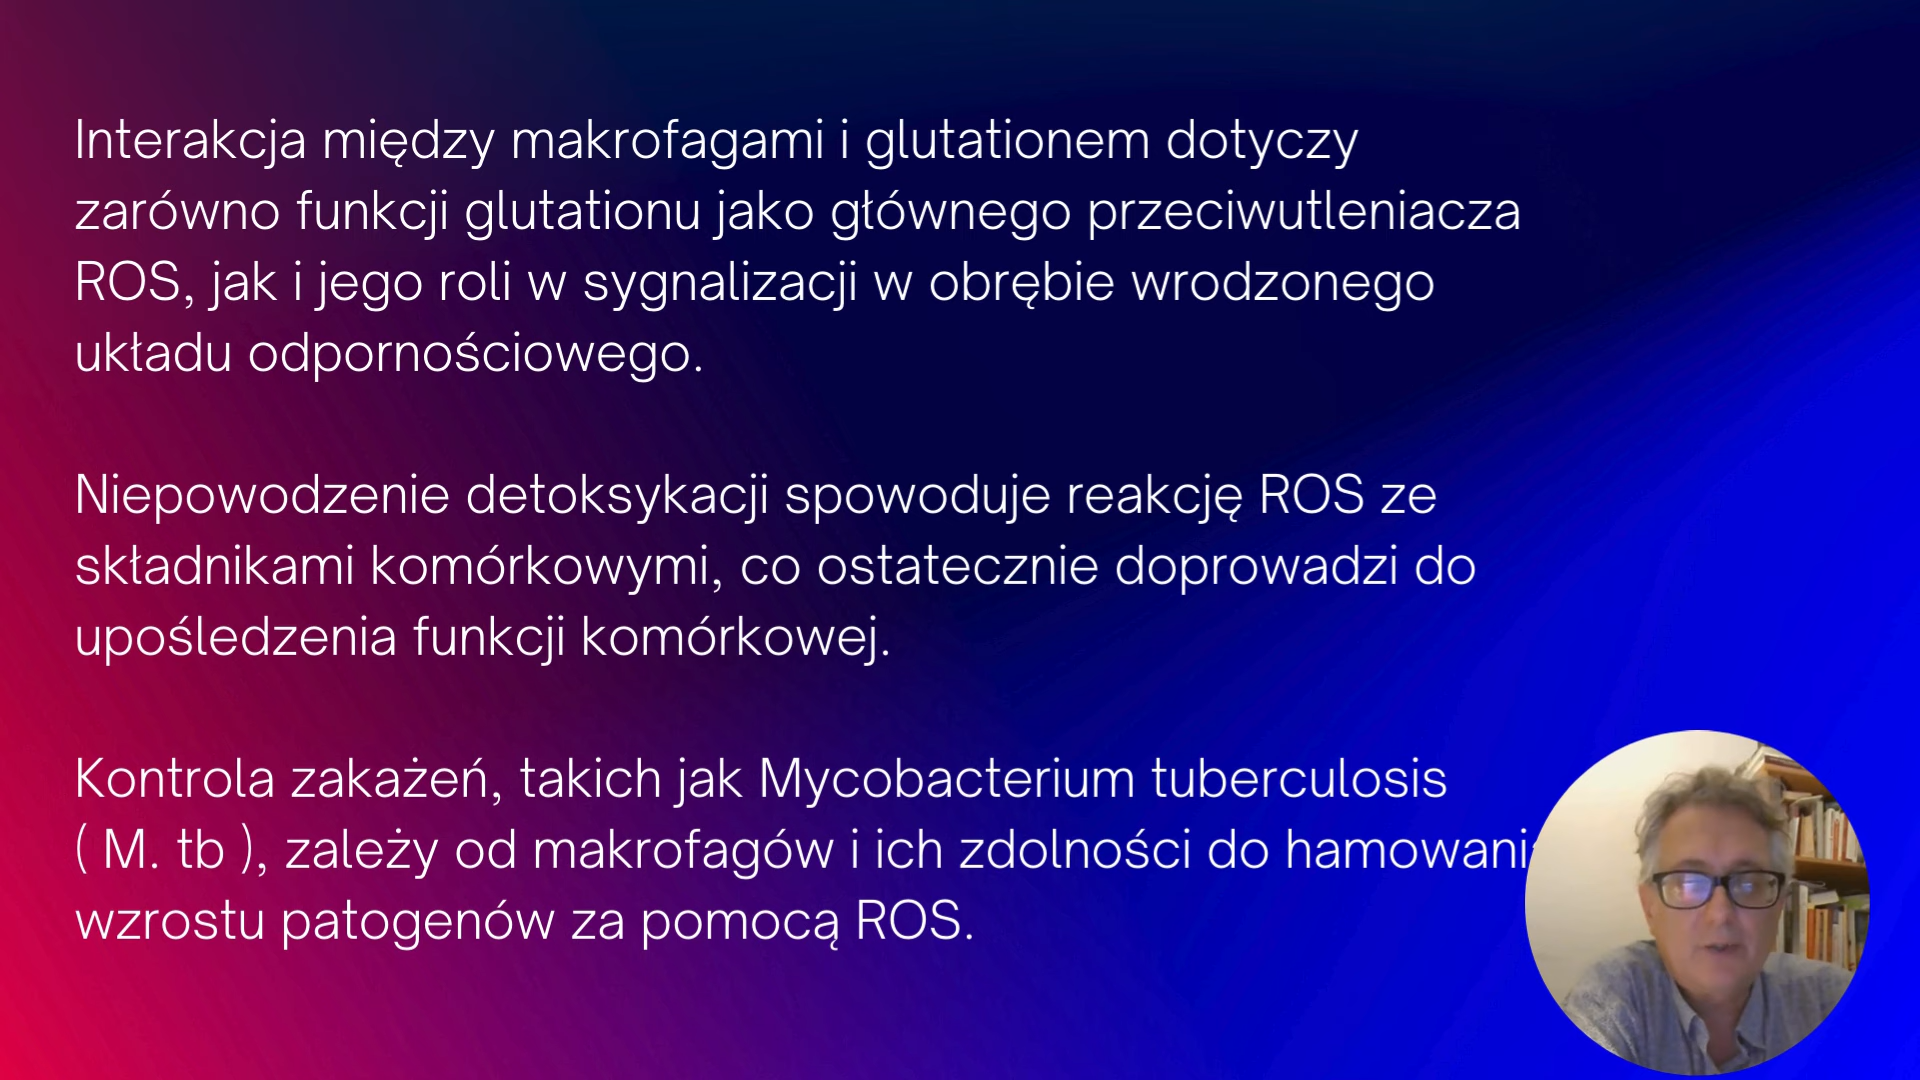 Interakcja między makrofagami i glutationem dotyczy
zarówno funkcji glutationu jako głównego przeciwutleniacza
ROS, jak i jego roli w sygnalizacji w obrębie wrodzonego
układu odpornościowego.
Niepowodzenie detoksykacji spowoduje reakcję ROS ze
składnikami komórkowymi, co ostatecznie doprowadzi do
upośledzenia funkcji komórkowej.
Kontrola zakażeń, takich jak Mycobacterium tuberculosis
( M. tb ), zależy od makrofagów i ich zdolności do hamowania
wzrostu patogenów za pomocą ROS.